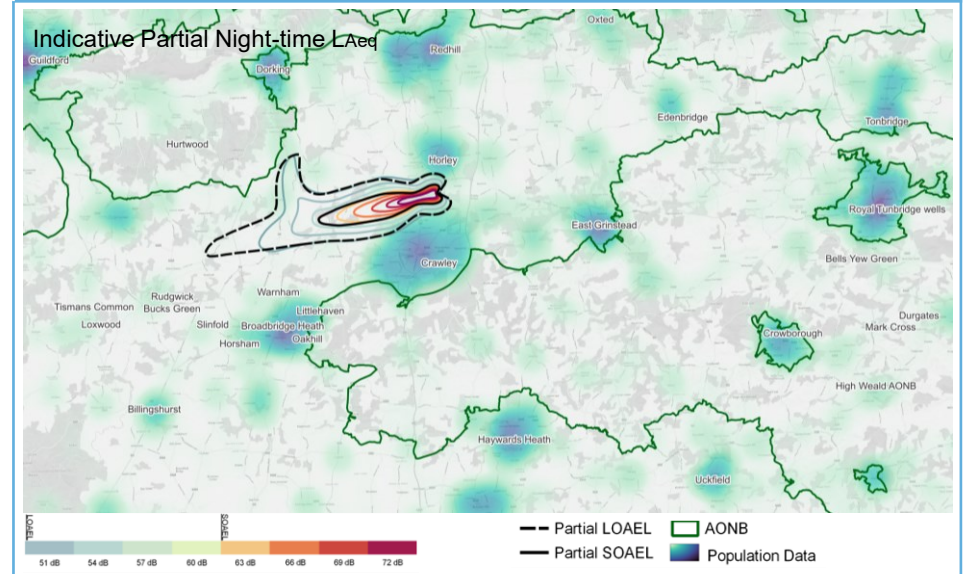 Indicative Partial Night-time LAeq
Oxted
Redhill
Guildford
Dorking
Edenbridge
Tonbridge
Hurtwood
Horley
Royal Tunbridge wells
East Grinstead
Bells Yew Green
Crawley
Warnham
Rudgwick
Tismans Common
Bucks Green
Littlehaven
Durgates
Loxwood
Slinfold
Broadbridge Heath
Mark Cross
Crowborough
Horsham
Oakhill
High Weald AONB
Billingshurst
Haywards Heath
Uckfield
LOAEL
SOAEL
51 dB 54 dB 57 dB 60 dB 63 dB 66 dB 69 dB 72 dB
Partial LOAEL
AONB
Partial SOAEL
Population Data